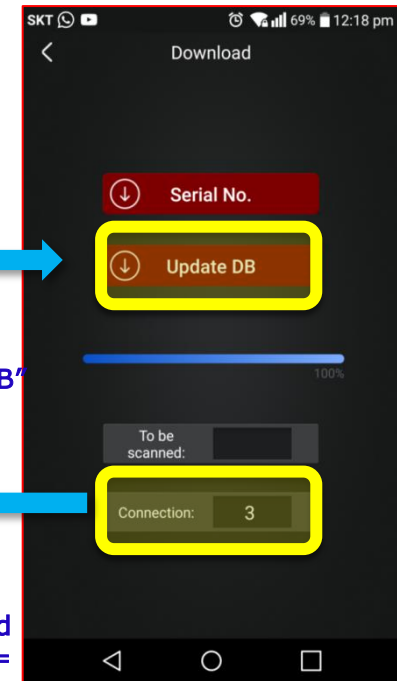 SKT 69% 12:18 pm
Download
Serial No.
Update DB
B"
100%
To be
scanned:
Connection: 3
d
=